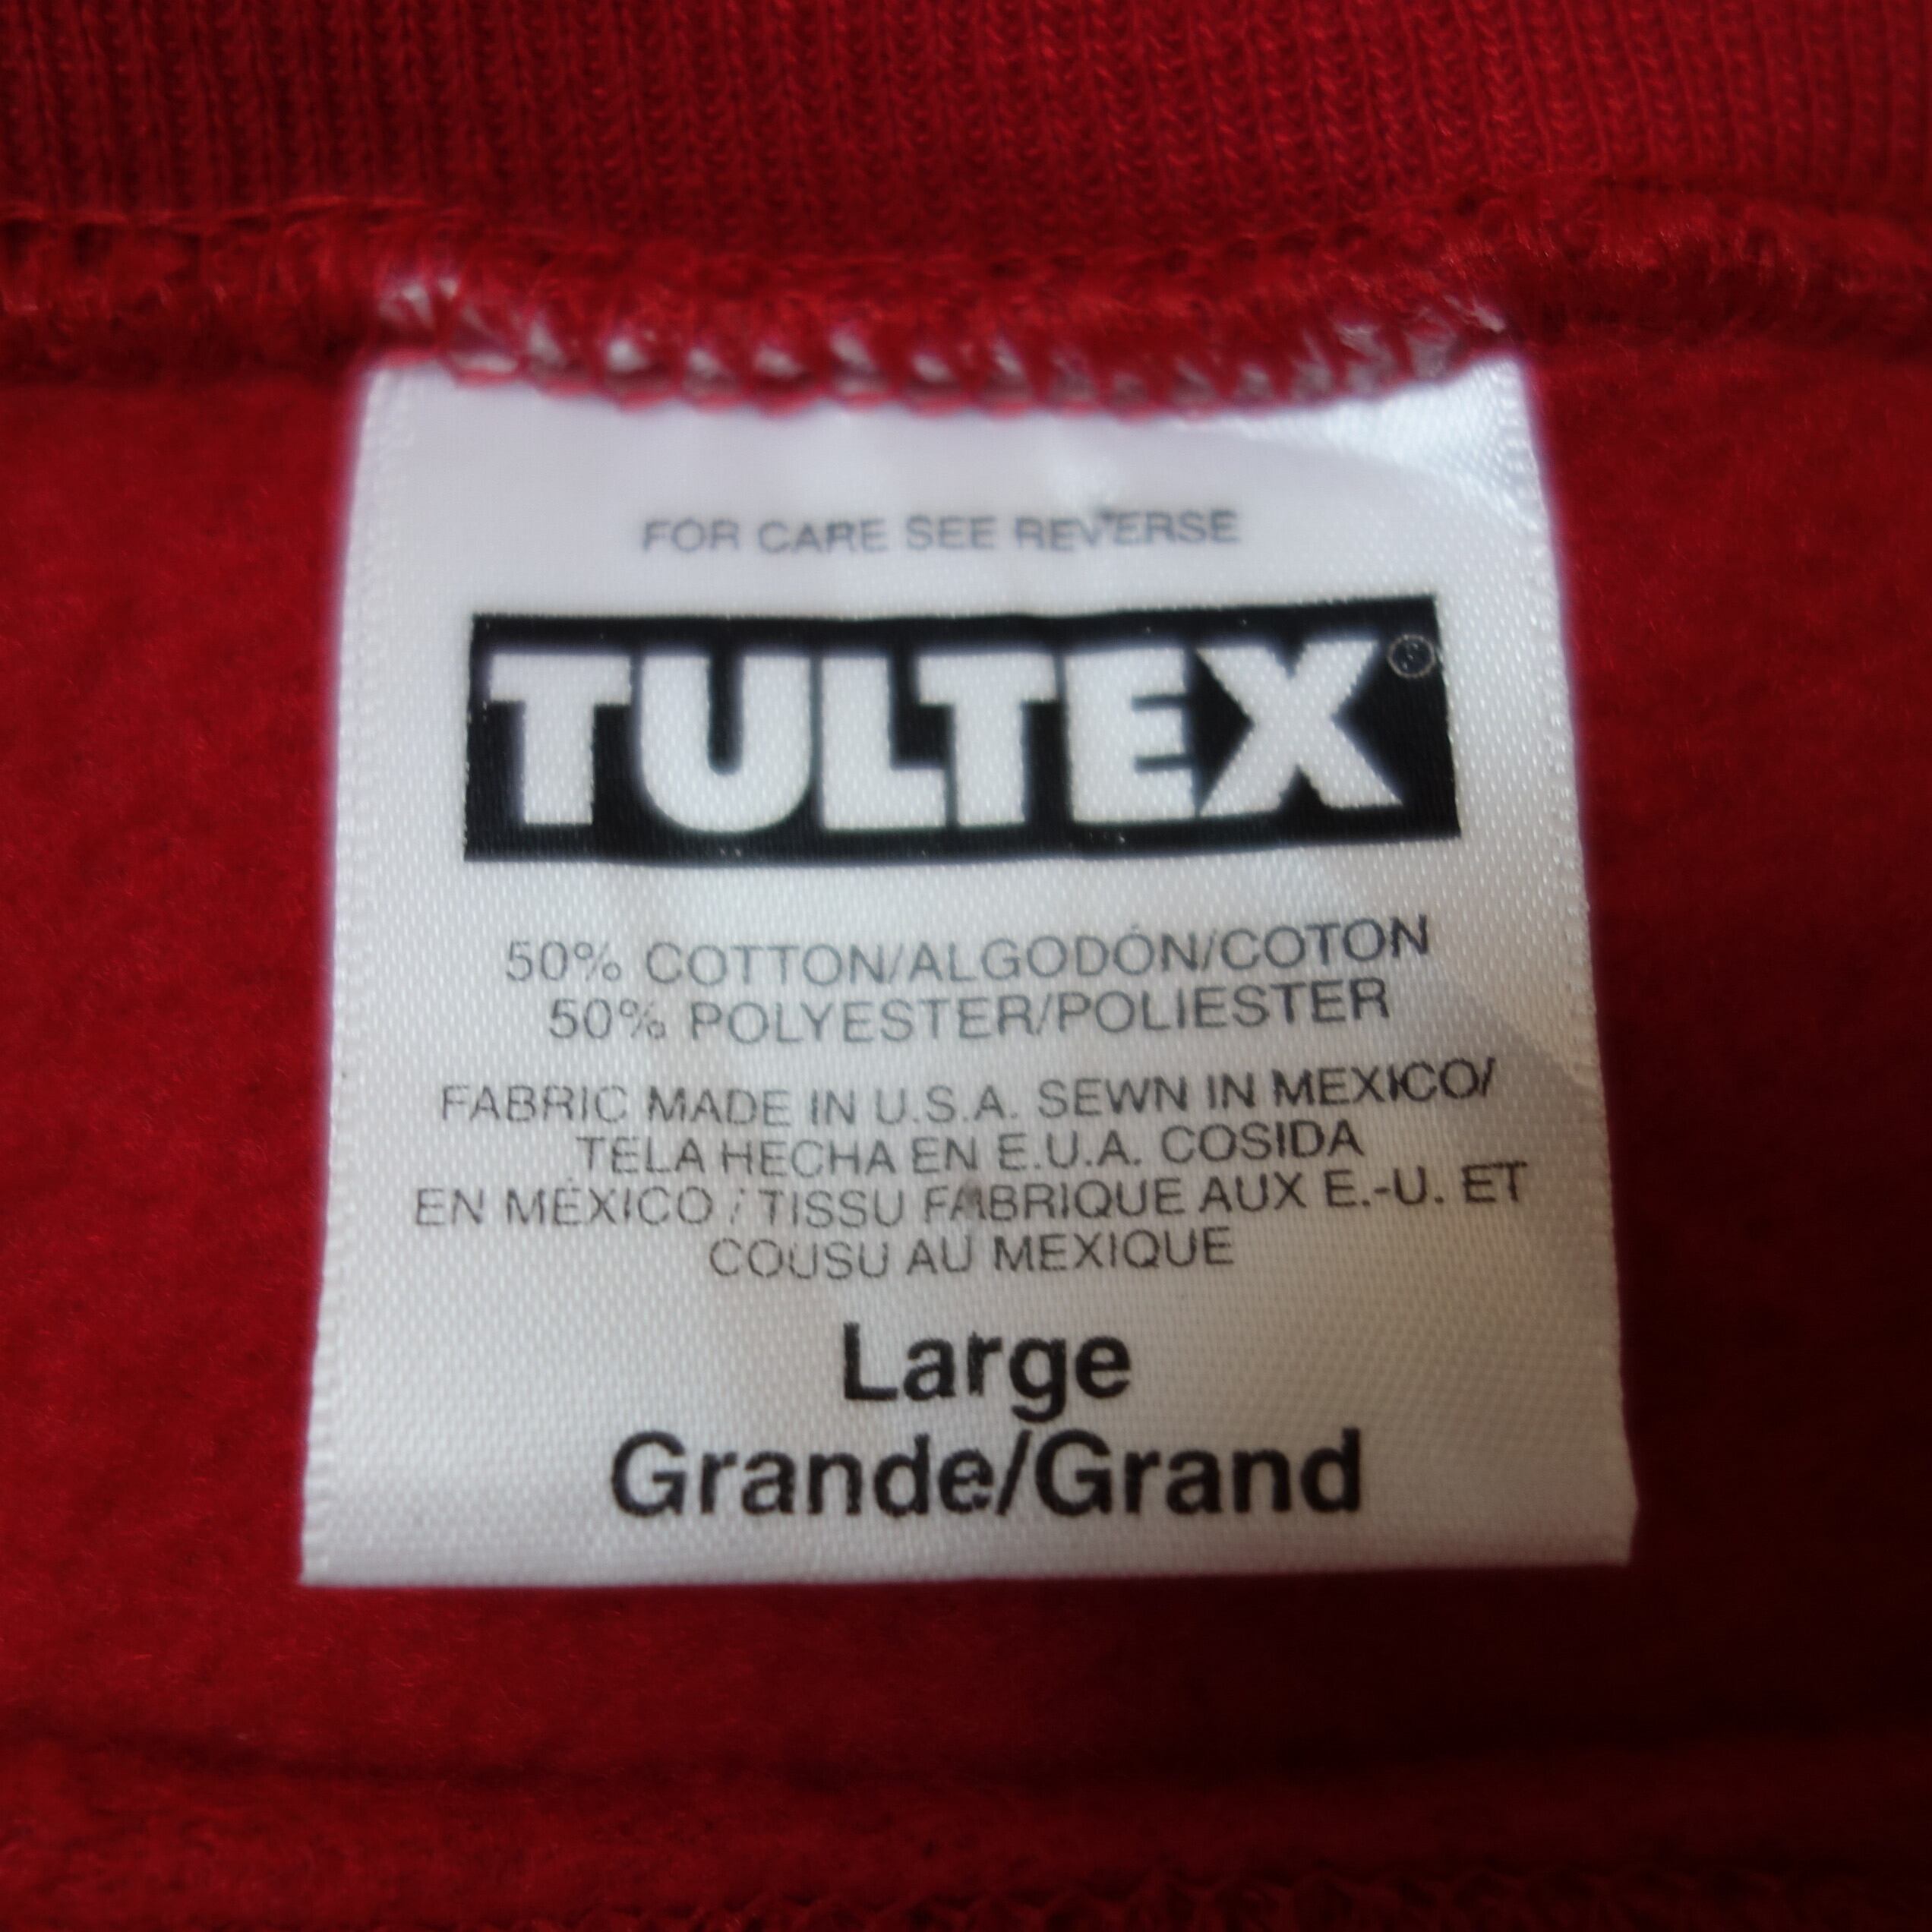 FOR CARE SEE REVERSE
TULTEX®
50% COTTON/ALGODÓN/COTON
50% POLYESTER/POLIESTER
FABRIC MADE IN U.S.A. SEWN IN MEXICO/
TELA HECHA EN E.U.A. COSIDA
EN MÉXICO / TISSU FABRIQUE AUX E.-U. ET
COUSU AU MEXIQUE
Large
Grande/Grand